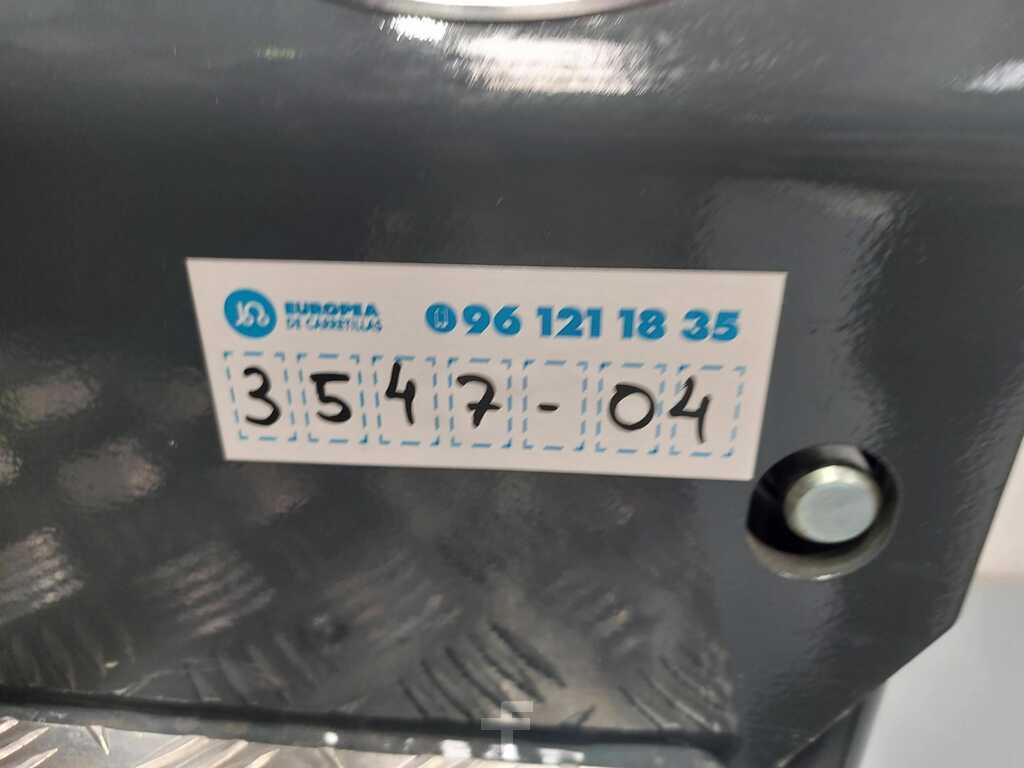 EUROPEA
DE CARRETILLAS
96 121 18 35
3547-04